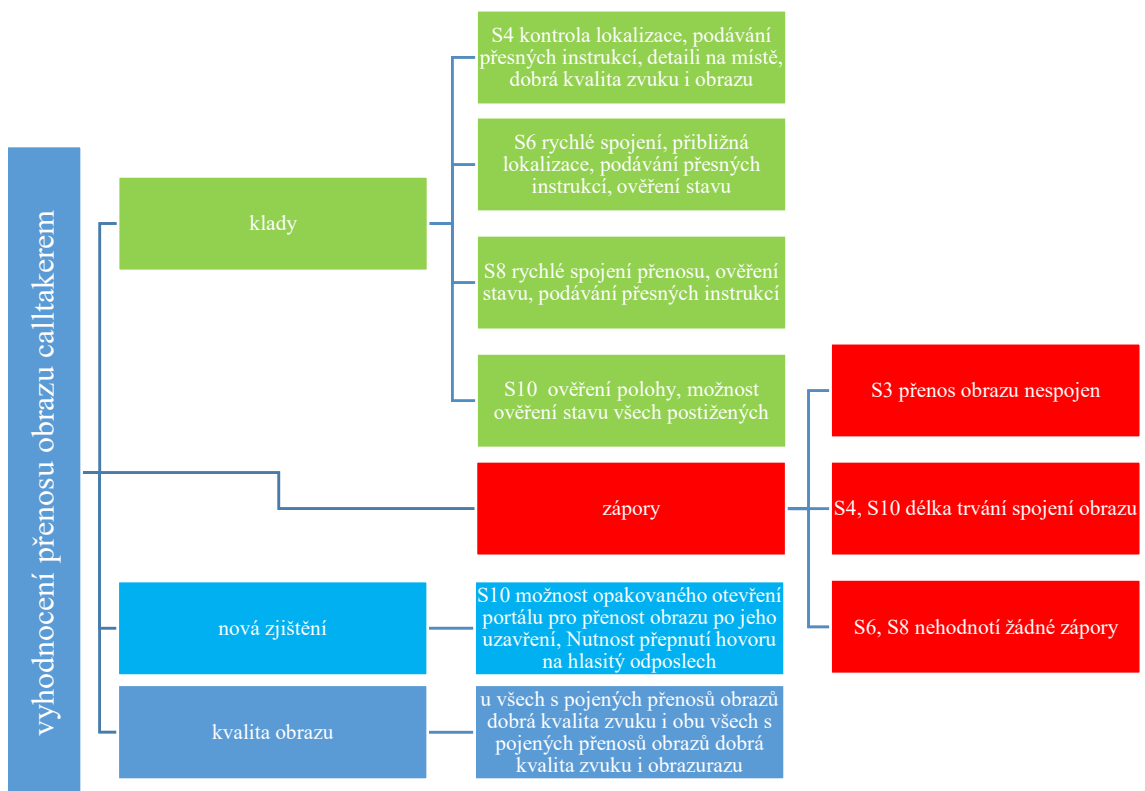 vyhodnocení přenosu obrazu calltakerem
klady
S4 kontrola lokalizace, podávání
přesných instrukcí, detaili na místě,
dobrá kvalita zvuku i obrazu
S6 rychlé spojení, přibližná
lokalizace, podávání přesných
instrukcí, ověření stavu
S8 rychlé spojení přenosu, ověření
stavu, podávání přesných instrukcí
S10  ověření polohy, možnost
ověření stavu všech postižených
zápory
S3 přenos obrazu nespojen
S4, S10 délka trvání spojení obrazu
S6, S8 nehodnotí žádné zápory
nová zjištění
S10 možnost opakovaného otevření
portálu pro přenost obrazu po jeho
uzavření, Nutnost přepnutí hovoru
na hlasitý odposlech
kvalita obrazu
u všech s pojených přenosů obrazů
dobrá kvalita zvuku i obu všech s
pojených přenosů obrazů dobrá
kvalita zvuku i obrazurazu